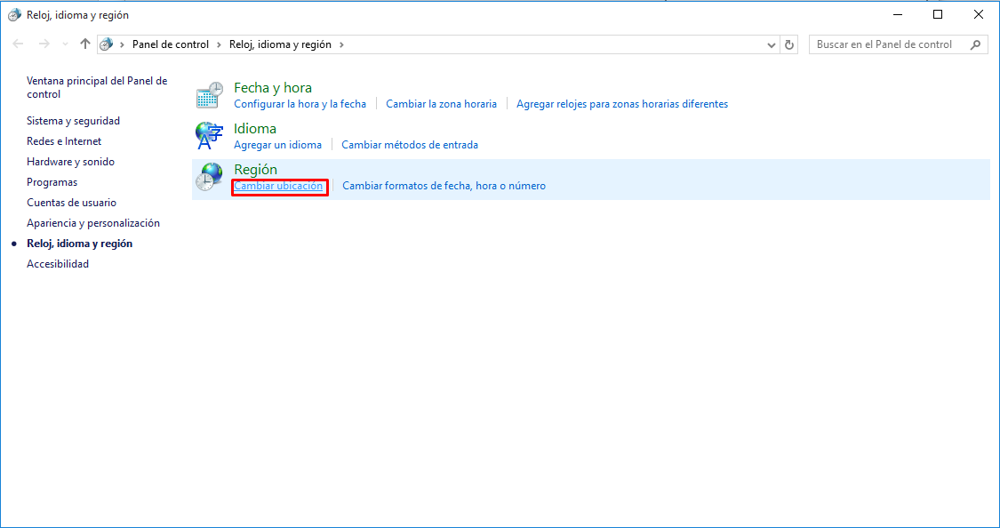 Reloj, idioma y región
Panel de control
Reloj, idioma y región
Buscar en el Panel de control
Ventana principal del Panel de
control
Sistema y seguridad
Redes e Internet
Hardware y sonido
Programas
Cuentas de usuario
Apariencia y personalización
Reloj, idioma y región
Accesibilidad
Fecha y hora
Configurar la hora y la fecha
Cambiar la zona horaria
Agregar relojes para zonas horarias diferentes
Idioma
Agregar un idioma
Cambiar métodos de entrada
Región
Cambiar ubicación
Cambiar formatos de fecha, hora o número